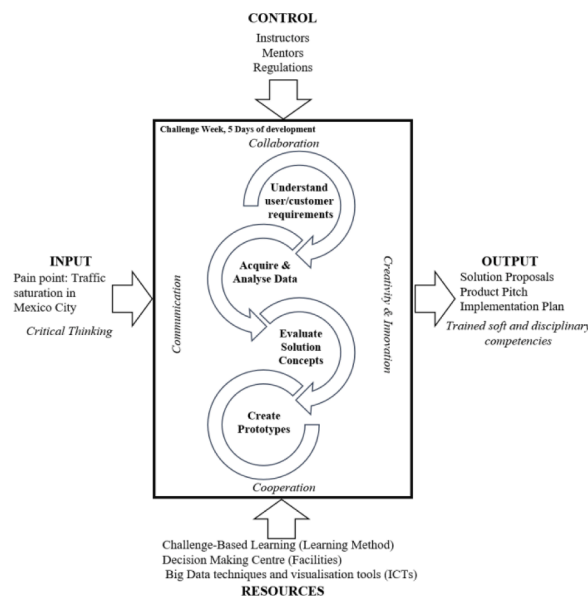 CONTROL
Instructors
Mentors
Regulations
Challenge Week, 5 Days of development
Collaboration
Understand
user/customer
requirements
INPUT
Pain point: Traffic
saturation in
Mexico City
Critical Thinking
Communication
Acquire &
Analyse Data
Evaluate
Solution
Concepts
Create
Prototypes
Creativity & Innovation
Cooperation
OUTPUT
Solution Proposals
Product Pitch
Implementation Plan
Trained soft and disciplinary
competencies
Challenge-Based Learning (Learning Method)
Decision Making Centre (Facilities)
Big Data techniques and visualisation tools (ICTs)
RESOURCES